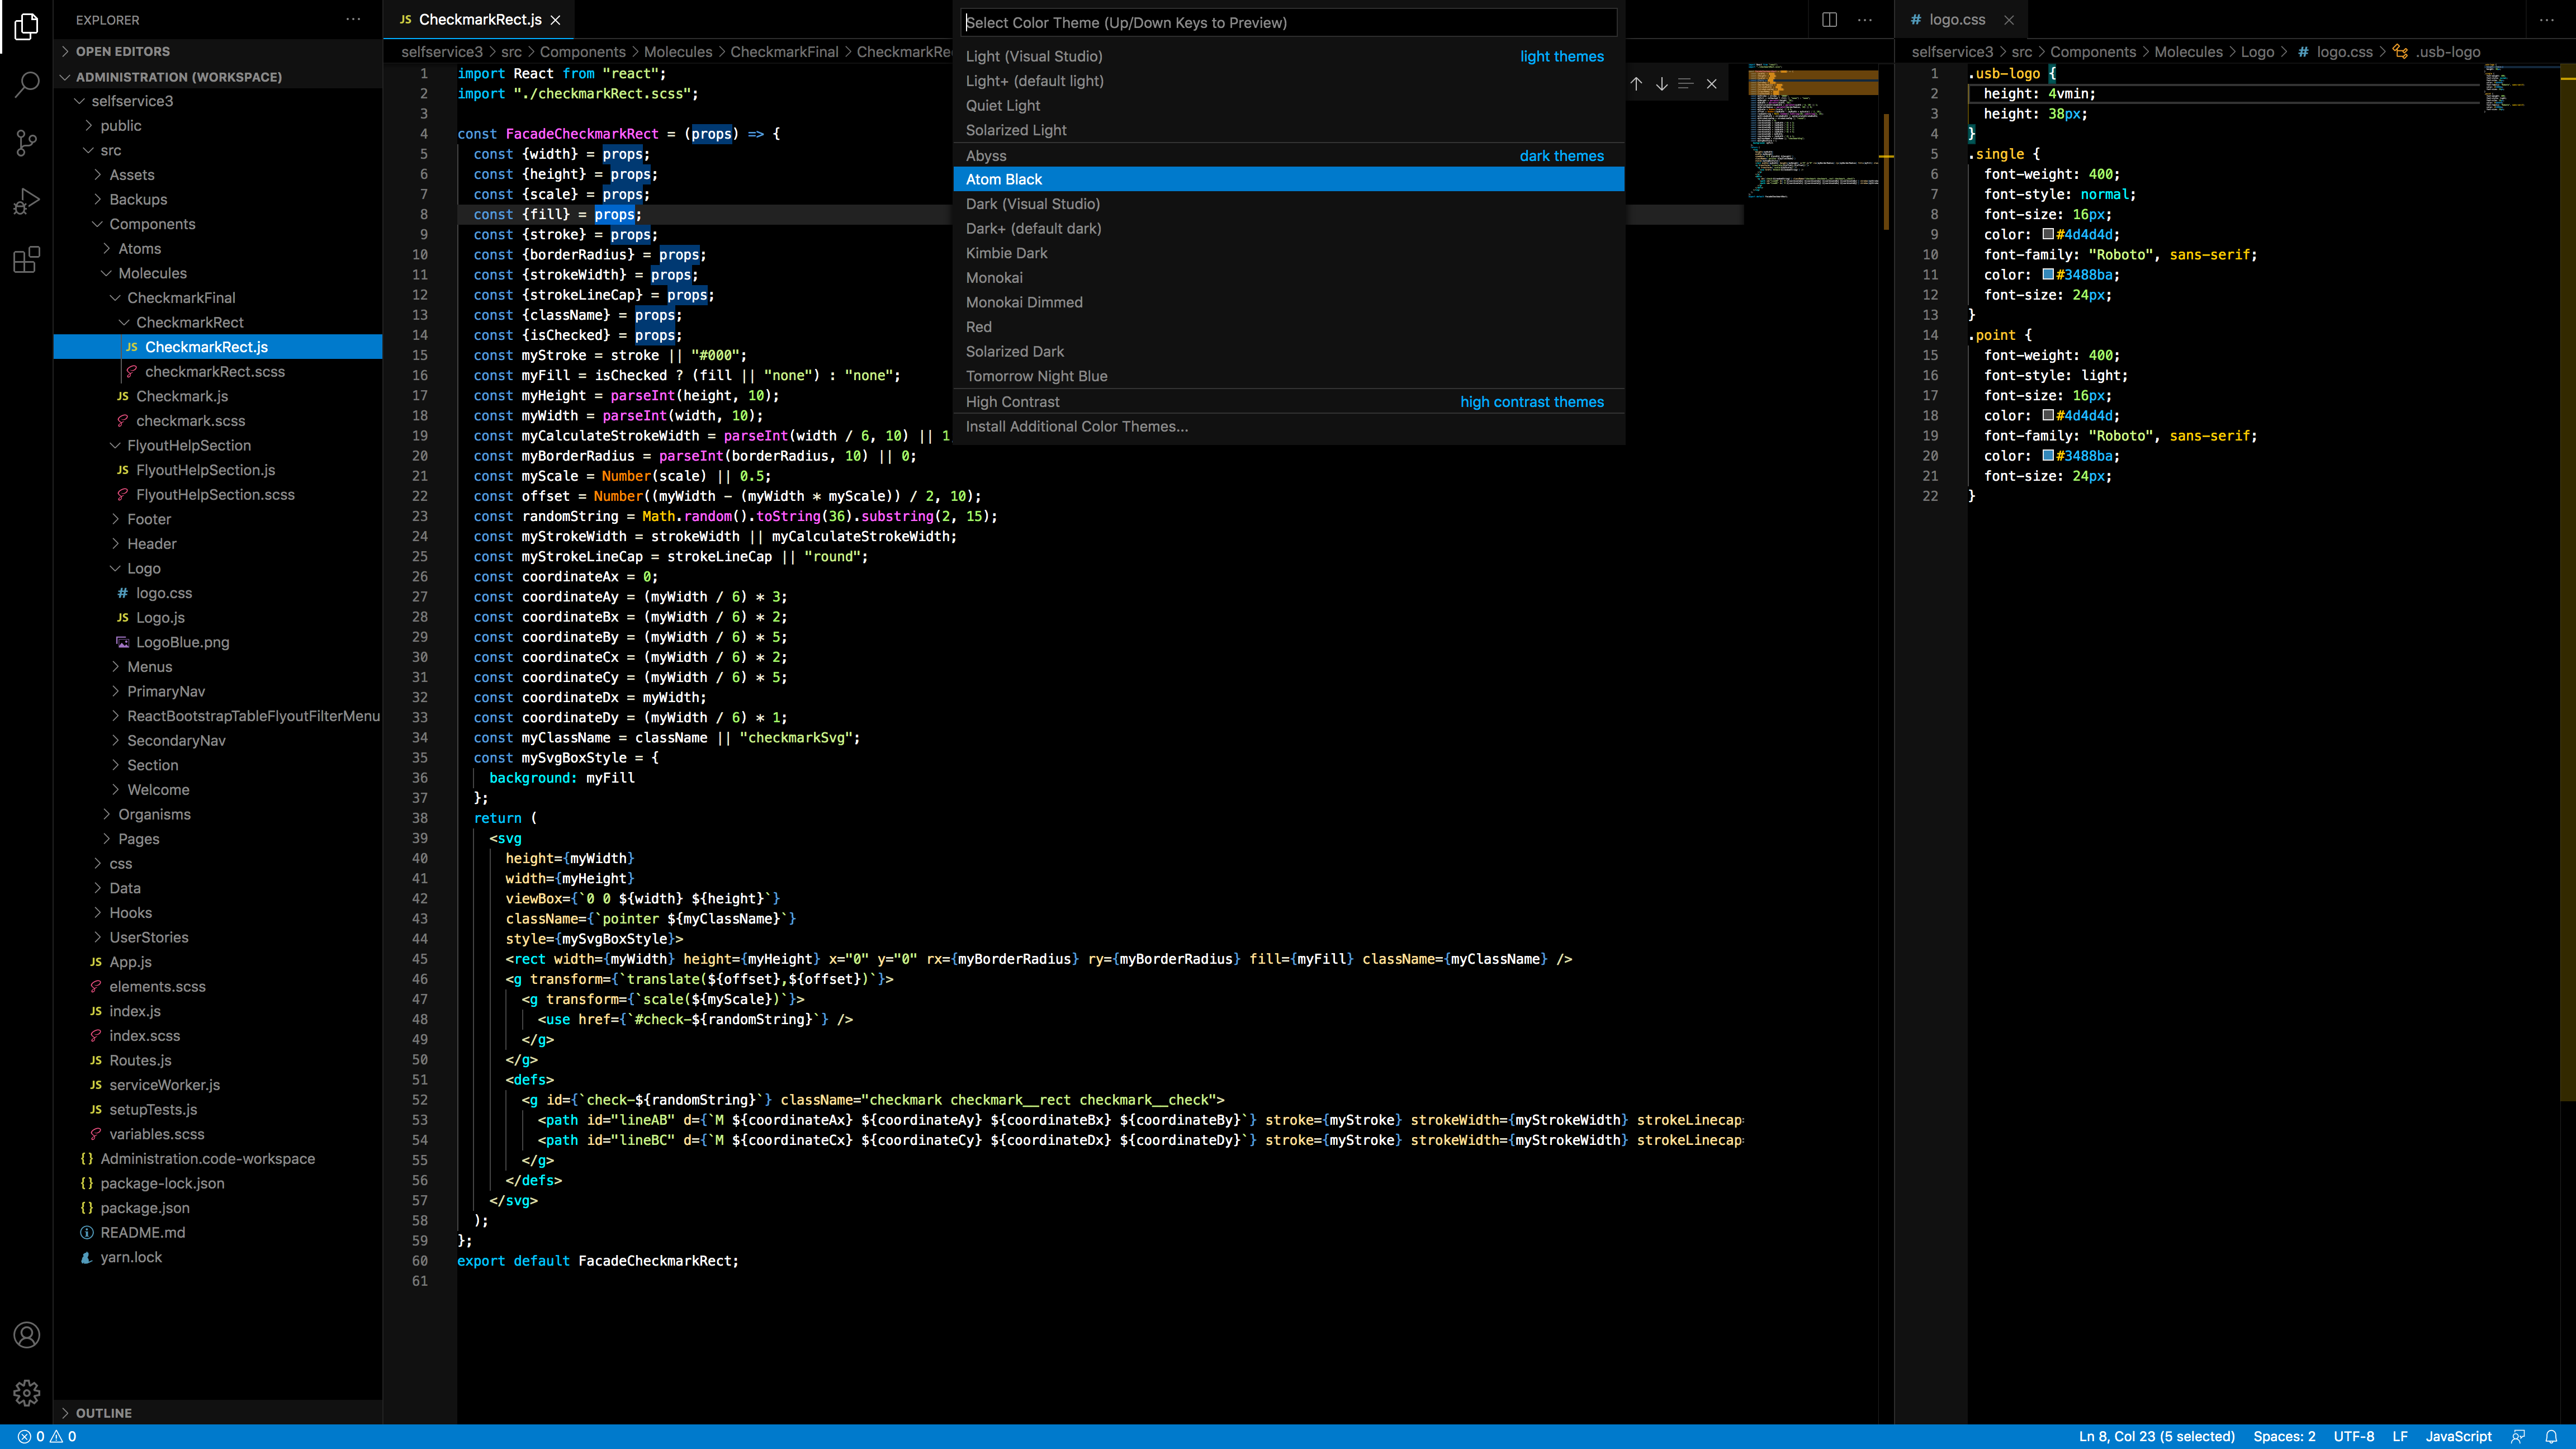 EXPLORER
OPEN EDITORS
ADMINISTRATION (WORKSPACE)
selfservice3
public
src
Assets
Backups
Components
Atoms
Molecules
CheckmarkFinal
CheckmarkRect
JS CheckmarkRect.js
checkmarkRect.scss
JS Checkmark.js
checkmark.scss
FlyoutHelpSection
JS FlyoutHelpSection.js
FlyoutHelpSection.scss
Footer
Header
Logo
# logo.css
JS Logo.js
LogoBlue.png
Menus
PrimaryNav
ReactBootstrapTableFlyoutFilterMenu
SecondaryNav
Section
Welcome
Organisms
Pages
css
Data
Hooks
UserStories
JS App.js
elements.scss
JS index.js
index.scss
JS Routes.js
JS serviceWorker.js
JS setupTests.js
variables.scss
{} Administration.code-workspace
{} package-lock.json
{} package.json
README.md
yarn.lock
OUTLINE
JS CheckmarkRect.js
selfservice3 > src > Components > Molecules > CheckmarkFinal > CheckmarkRe
1 import React from "react";
2 import "./checkmarkRect.scss";
3
4 const FacadeCheckmarkRect = (props) => {
5 const {width} = props;
6 const {height} = props;
7 const {scale} = props;
8 const {fill} = props;
9 const {stroke} = props;
10 const {borderRadius} = props;
11 const {strokeWidth} = props;
12 const {strokeLineCap} = props;
13 const {className} = props;
14 const {isChecked} = props;
15 const myStroke = stroke || "#000";
16 const myFill = isChecked ? (fill || "none") : "none";
17 const myHeight = parseInt(height, 10);
18 const myWidth = parseInt(width, 10);
19 const myCalculateStrokeWidth = parseInt(width / 6, 10) || 1
20 const myBorderRadius = parseInt(borderRadius, 10) || 0;
21 const myScale = Number(scale) || 0.5;
22 const offset = Number((myWidth - (myWidth * myScale)) / 2, 10);
23 const randomString = Math.random().toString(36).substring(2, 15);
24 const myStrokeWidth = strokeWidth || myCalculateStrokeWidth;
25 const myStrokeLineCap = strokeLineCap || "round";
26 const coordinateAx = 0;
27 const coordinateAy = (myWidth / 6) * 3;
28 const coordinateBx = (myWidth / 6) * 2;
29 const coordinateBy = (myWidth / 6) * 5;
30 const coordinateCx = (myWidth / 6) * 2;
31 const coordinateCy = (myWidth / 6) * 5;
32 const coordinateDx = myWidth;
33 const coordinateDy = (myWidth / 6) * 1;
34 const myClassName = className || "checkmarkSvg";
35 const mySvgBoxStyle = {
36 background: myFill
37 };
38 return (
39 <svg
40 height={myWidth}
41 width={myHeight}
42 viewBox={`0 0 ${width} ${height}`}
43 className={`pointer ${myClassName}`}
44 style={mySvgBoxStyle}>
45 <rect width={myWidth} height={myHeight} x="0" y="0" rx={myBorderRadius} ry={myBorderRadius} fill={myFill} className={myClassName} />
46 <g transform={`translate(${offset},${offset})`}>
47 <g transform={`scale(${myScale})`}>
48 <use href={`#check-${randomString}`} />
49 </g>
50 </g>
51 <defs>
52 <g id={`check-${randomString}`} className="checkmark checkmark__rect checkmark__check">
53 <path id="lineAB" d={`M ${coordinateAx} ${coordinateAy} ${coordinateBx} ${coordinateBy}`} stroke={myStroke} strokeWidth={myStrokeWidth} strokeLinecap=
54 <path id="lineBC" d={`M ${coordinateCx} ${coordinateCy} ${coordinateDx} ${coordinateDy}`} stroke={myStroke} strokeWidth={myStrokeWidth} strokeLinecap=
55 </g>
56 </defs>
57 </svg>
58 );
59 };
60 export default FacadeCheckmarkRect;
61
Select Color Theme (Up/Down Keys to Preview)
Light (Visual Studio) light themes
Light+ (default light)
Quiet Light
Solarized Light
Abyss dark themes
Atom Black
Dark (Visual Studio)
Dark+ (default dark)
Kimbie Dark
Monokai
Monokai Dimmed
Red
Solarized Dark
Tomorrow Night Blue
High Contrast high contrast themes
Install Additional Color Themes...
# logo.css
selfservice3 > src > Components > Molecules > Logo > # logo.css > .usb-logo
1 .usb-logo {
2 height: 4vmin;
3 height: 38px;
4 }
5 .single {
6 font-weight: 400;
7 font-style: normal;
8 font-size: 16px;
9 color: #4d4d4d;
10 font-family: "Roboto", sans-serif;
11 color: #3488ba;
12 font-size: 24px;
13 }
14 .point {
15 font-weight: 400;
16 font-style: light;
17 font-size: 16px;
18 color: #4d4d4d;
19 font-family: "Roboto", sans-serif;
20 color: #3488ba;
21 font-size: 24px;
22 }
0 0
Ln 8, Col 23 (5 selected) Spaces: 2 UTF-8 LF JavaScript